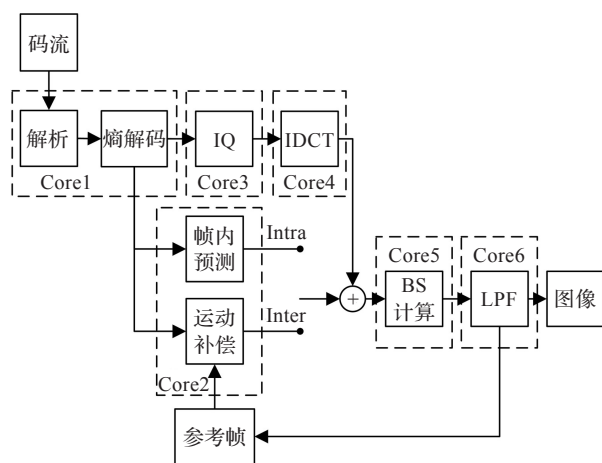 码流
解析
熵解码
IQ
IDCT
Core1
Core3
Core4
帧内
预测
Intra
运动
补偿
Inter
Core2
+
Core5
BS
计算
Core6
LPF
图像
参考帧